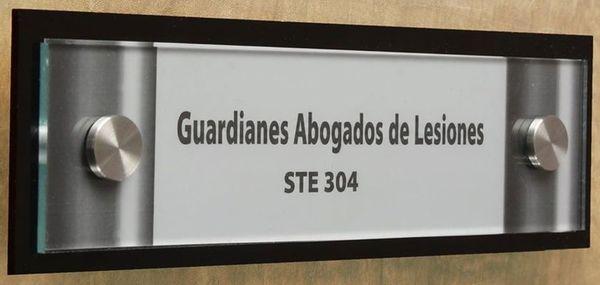 Guardianes Abogados de Lesiones
STE 304